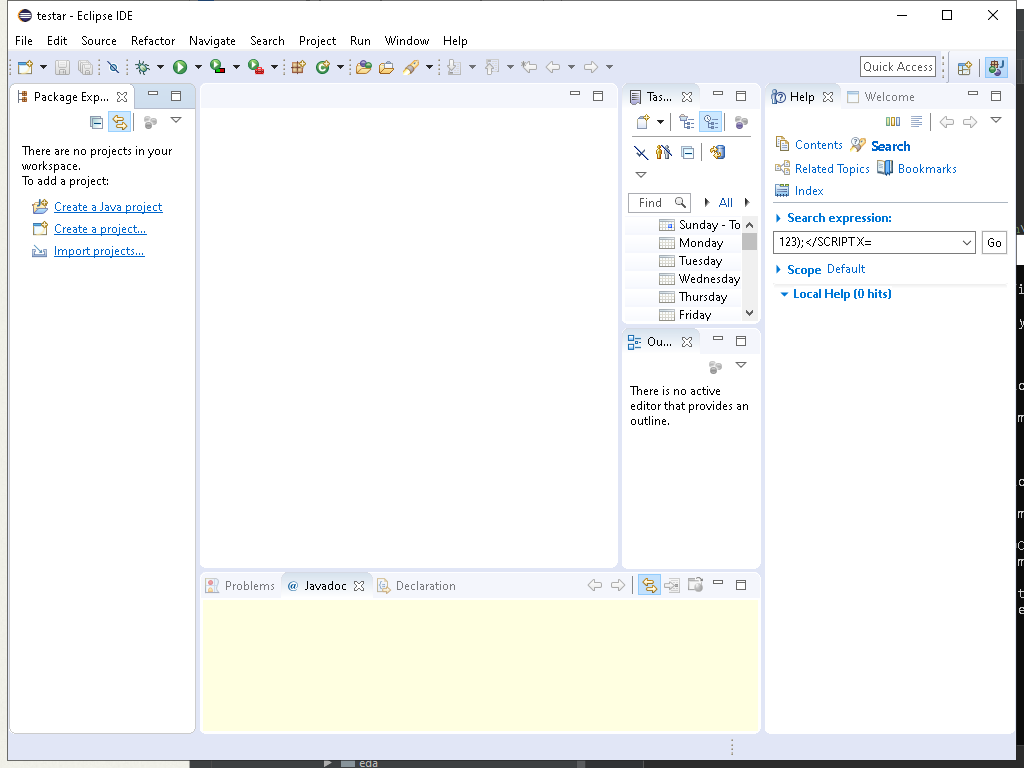 testar - Eclipse IDE
File Edit Source Refactor Navigate Search Project Run Window Help
Quick Access
Package Exp...
There are no projects in your
workspace.
To add a project:
Create a Java project
Create a project...
Import projects...
Tas...
Find
All
Sunday - To
Monday
Tuesday
Wednesday
Thursday
Friday
Ou...
There is no active
editor that provides an
outline.
Help Welcome
Contents Search
Related Topics Bookmarks
Index
Search expression:
123);</SCRIPT X=
Go
Scope Default
Local Help (0 hits)
Problems @ Javadoc Declaration
eda